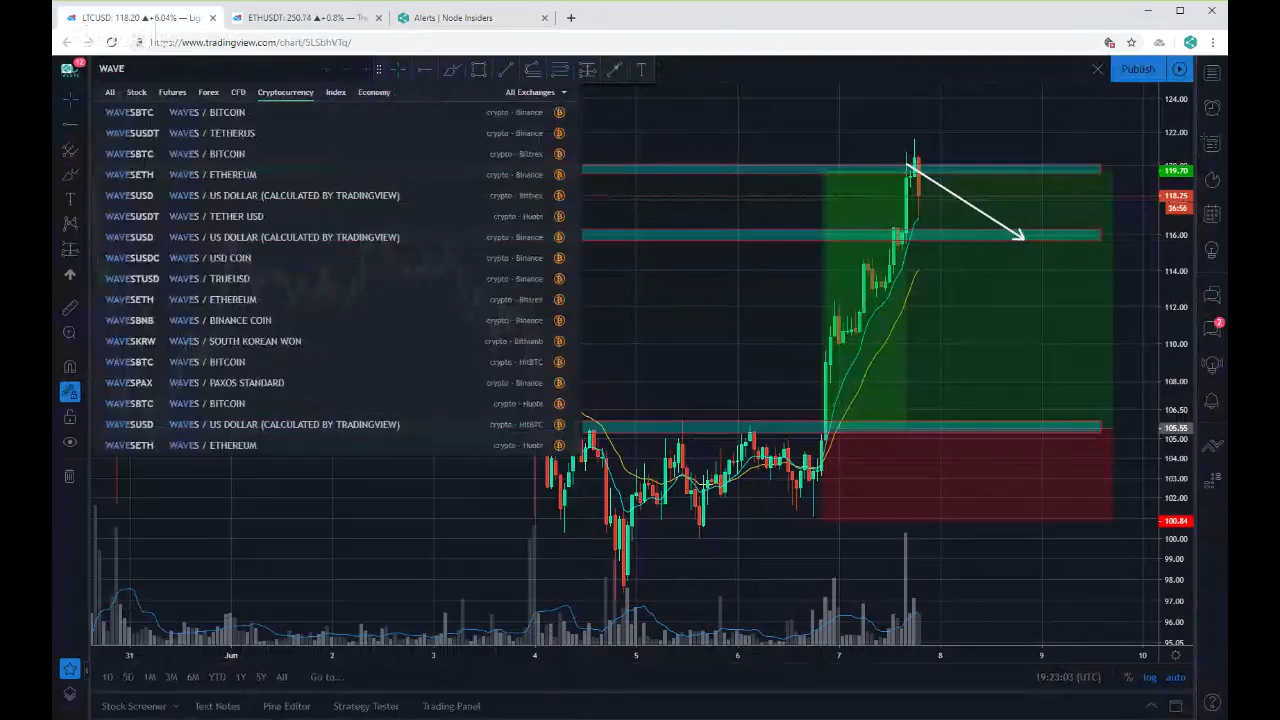 LTCUSD: 118.20 ▲+6.04% — Ligh
ETHUSDT: 250.74 ▲+0.8% — Tra
Alerts | Node Insiders
https://www.tradingview.com/chart/5LSbhVTq/
12
WAVE
Publish
All Stock Futures Forex CFD Cryptocurrency Index Economy All Exchanges
WAVESBTC WAVES / BITCOIN crypto - Binance
WAVESUSDT WAVES / TETHERUS crypto - Binance
WAVESBTC WAVES / BITCOIN crypto - Bittrex
WAVESETH WAVES / ETHEREUM crypto - Binance
WAVESUSD WAVES / US DOLLAR (CALCULATED BY TRADINGVIEW) crypto - Bittrex
WAVESUSDT WAVES / TETHER USD crypto - Huobi
WAVESUSD WAVES / US DOLLAR (CALCULATED BY TRADINGVIEW) crypto - Binance
WAVESUSDC WAVES / USD COIN crypto - Binance
WAVESTUSD WAVES / TRUEUSD crypto - Binance
WAVESETH WAVES / ETHEREUM crypto - Bittrex
WAVESBNB WAVES / BINANCE COIN crypto - Binance
WAVESKRW WAVES / SOUTH KOREAN WON crypto - Bithumb
WAVESBTC WAVES / BITCOIN crypto - HitBTC
WAVESPAX WAVES / PAXOS STANDARD crypto - Binance
WAVESBTC WAVES / BITCOIN crypto - Huobi
WAVESUSD WAVES / US DOLLAR (CALCULATED BY TRADINGVIEW) crypto - HitBTC
WAVESETH WAVES / ETHEREUM crypto - Huobi
124.00
122.00
119.70
118.25
36:56
116.00
114.00
112.00
110.00
108.00
106.50
105.55
105.00
104.00
103.00
102.00
100.84
100.00
99.00
98.00
97.00
96.00
95.05
2
31 Jun 2 3 4 5 6 7 8 9 10
1D 5D 1M 3M 6M YTD 1Y 5Y All Go to... 19:23:03 (UTC) % log auto
Stock Screener Text Notes Pine Editor Strategy Tester Trading Panel